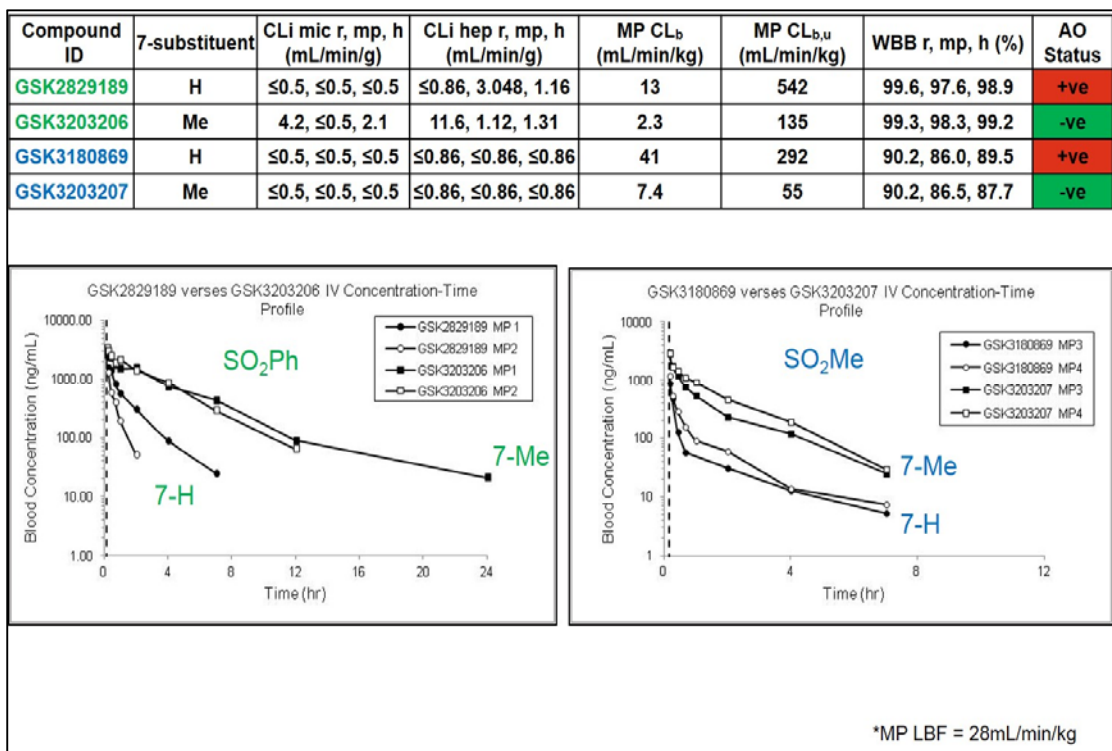 Compound ID 7-substituent CLi mic r, mp, h (mL/min/g) CLi hep r, mp, h (mL/min/g) MP CLb (mL/min/kg) MP CLb,u (mL/min/kg) WBB r, mp, h (%) AO Status
GSK2829189 H ≤0.5, ≤0.5, ≤0.5 ≤0.86, 3.048, 1.16 13 542 99.6, 97.6, 98.9 +ve
GSK3203206 Me 4.2, ≤0.5, 2.1 11.6, 1.12, 1.31 2.3 135 99.3, 98.3, 99.2 -ve
GSK3180869 H ≤0.5, ≤0.5, ≤0.5 ≤0.86, ≤0.86, ≤0.86 41 292 90.2, 86.0, 89.5 +ve
GSK3203207 Me ≤0.5, ≤0.5, ≤0.5 ≤0.86, ≤0.86, ≤0.86 7.4 55 90.2, 86.5, 87.7 -ve
GSK2829189 verses GSK3203206 IV Concentration-Time
Profile
Blood Concentration (ng/mL)
10000.00
1000.00
100.00
10.00
1.00
SO2Ph
GSK2829189 MP 1
GSK2829189 MP2
GSK3203206 MP1
GSK3203206 MP2
7-H
7-Me
0 4 8 12 16 20 24
Time (hr)
GSK3180869 verses GSK3203207 IV Concentration-Time
Profile
Blood Concentration (ng/mL)
10000
1000
100
10
1
SO2Me
GSK3180869 MP3
GSK3180869 MP4
GSK3203207 MP3
GSK3203207 MP4
7-Me
7-H
0 4 8 12
Time (hr)
*MP LBF = 28mL/min/kg